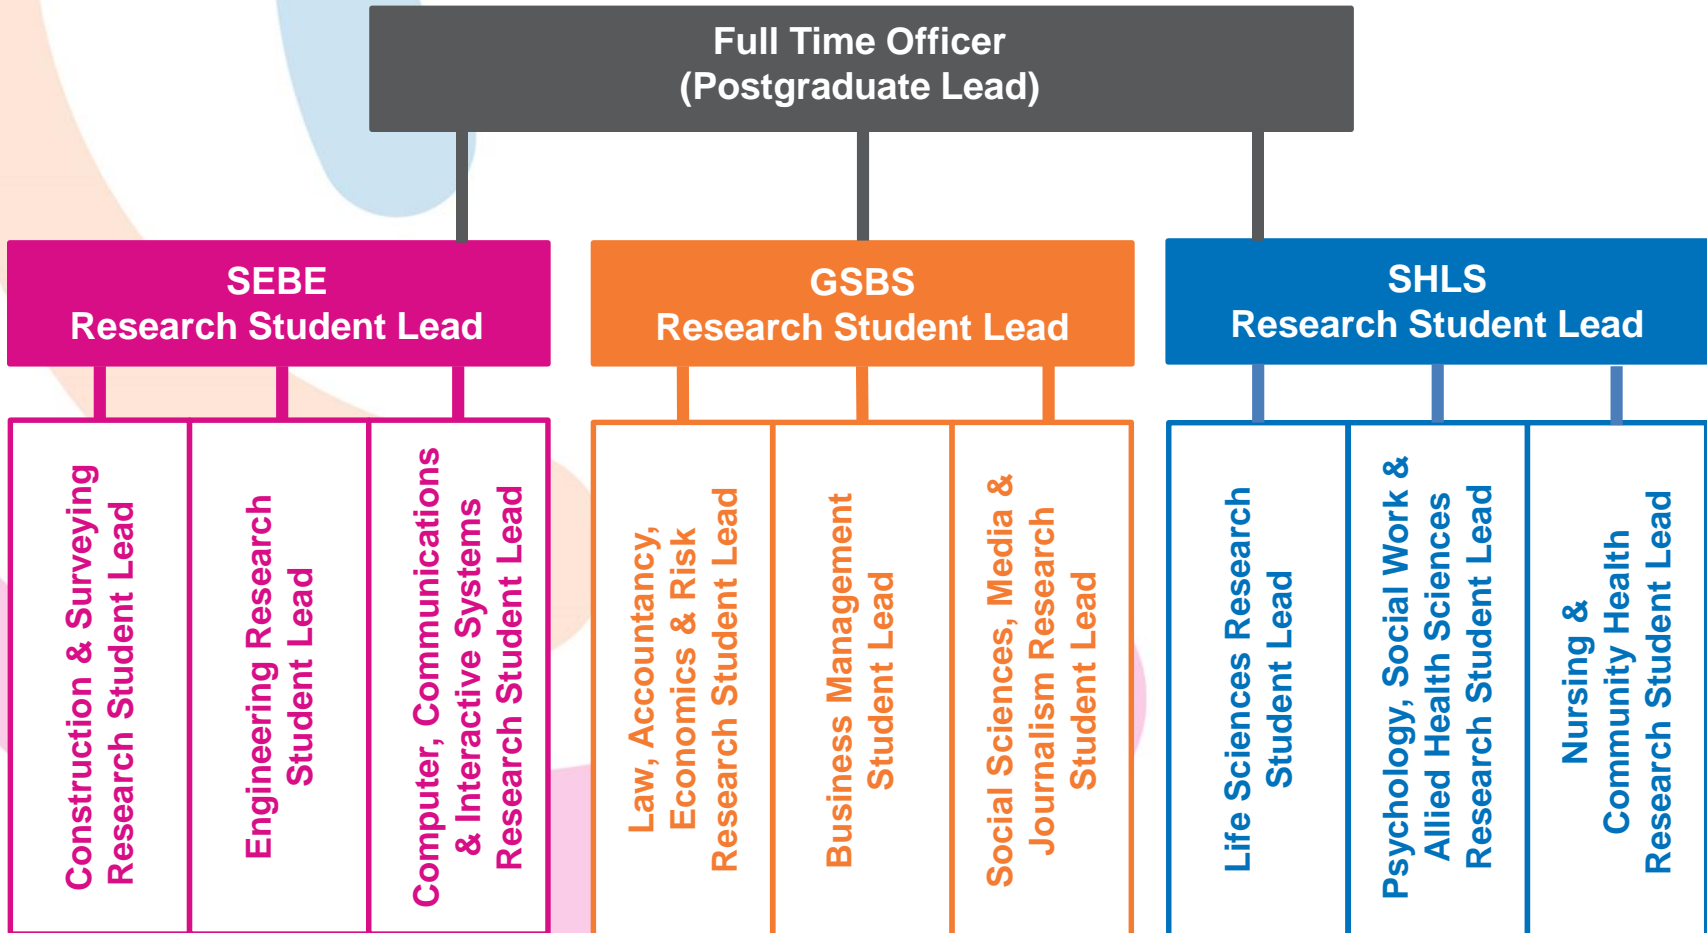 Full Time Officer
(Postgraduate Lead)
SEBE
Research Student Lead
GSBS
Research Student Lead
SHLS
Research Student Lead
Construction & Surveying
Research Student Lead
Engineering Research
Student Lead
Computer, Communications
& Interactive Systems
Research Student Lead
Law, Accountancy,
Economics & Risk
Research Student Lead
Business Management
Student Lead
Social Sciences, Media &
Journalism Research
Student Lead
Life Sciences Research
Student Lead
Psychology, Social Work &
Allied Health Sciences
Research Student Lead
Nursing &
Community Health
Research Student Lead